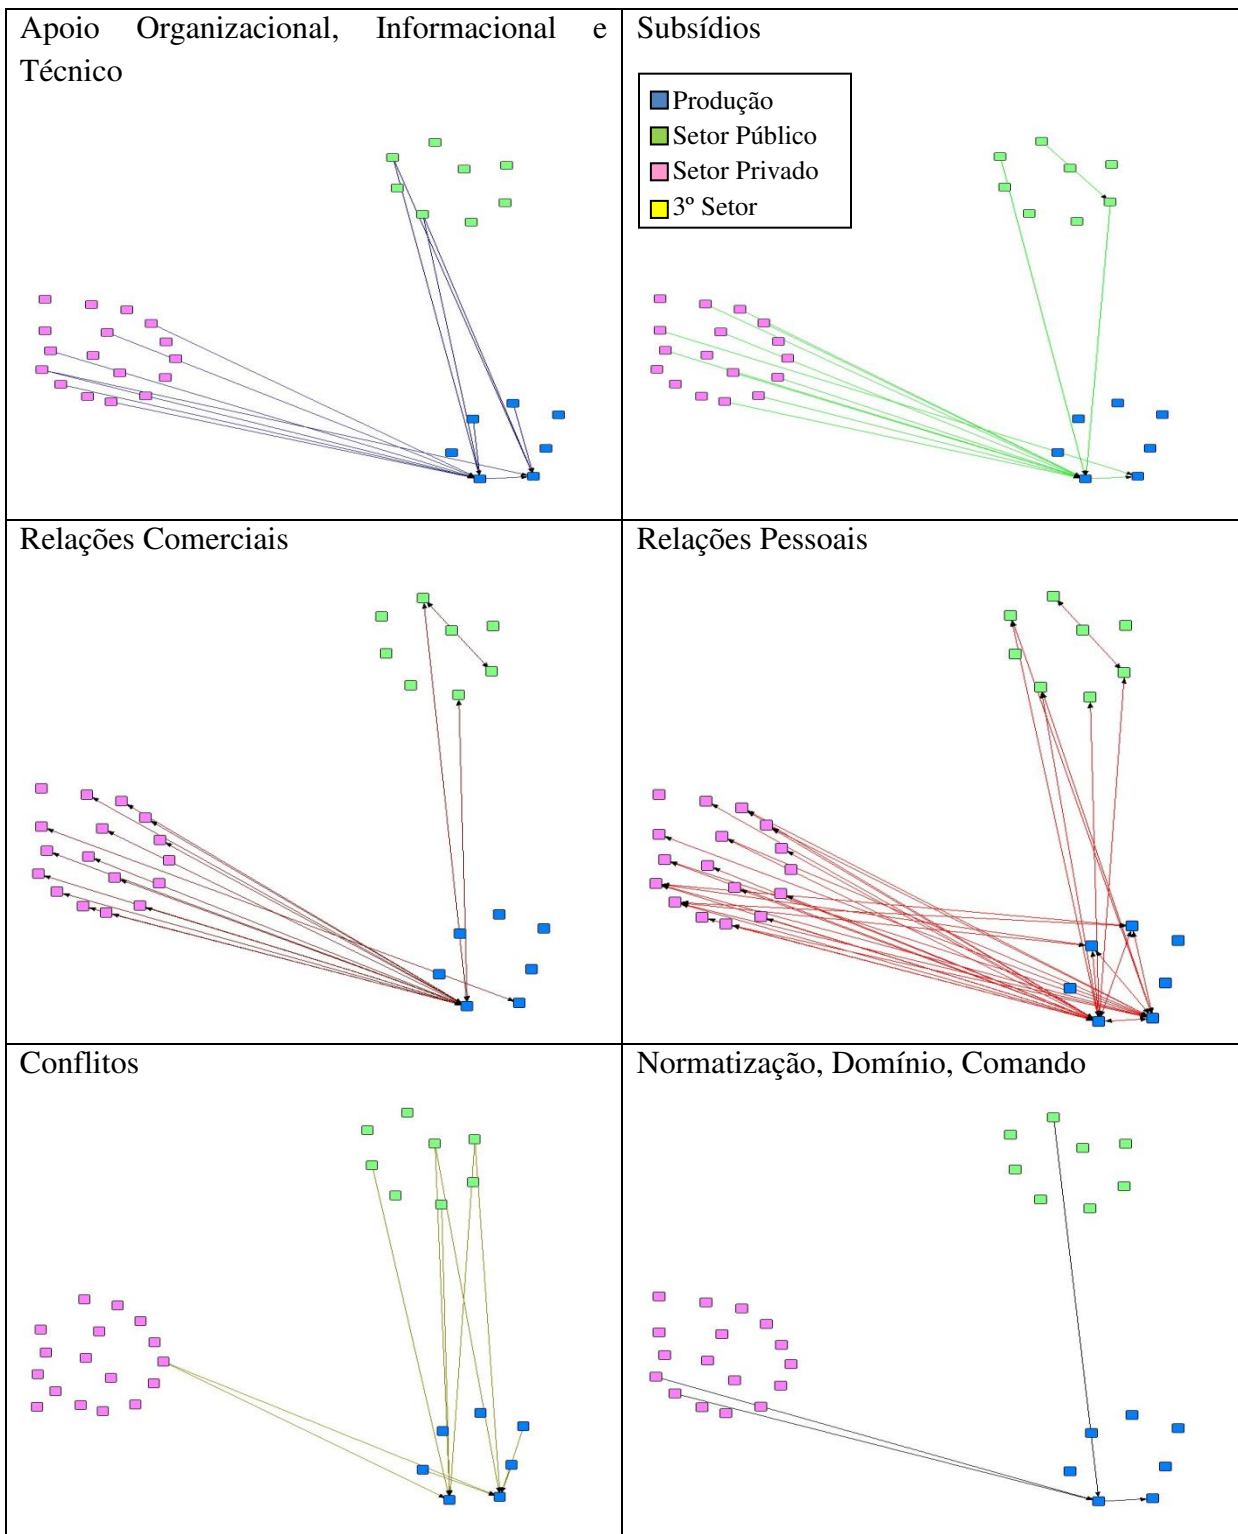 Apoio Organizacional, Informacional e
Técnico
Subsídios
Produção
Setor Público
Setor Privado
3º Setor
Relações Comerciais
Relações Pessoais
Conflitos
Normatização, Domínio, Comando